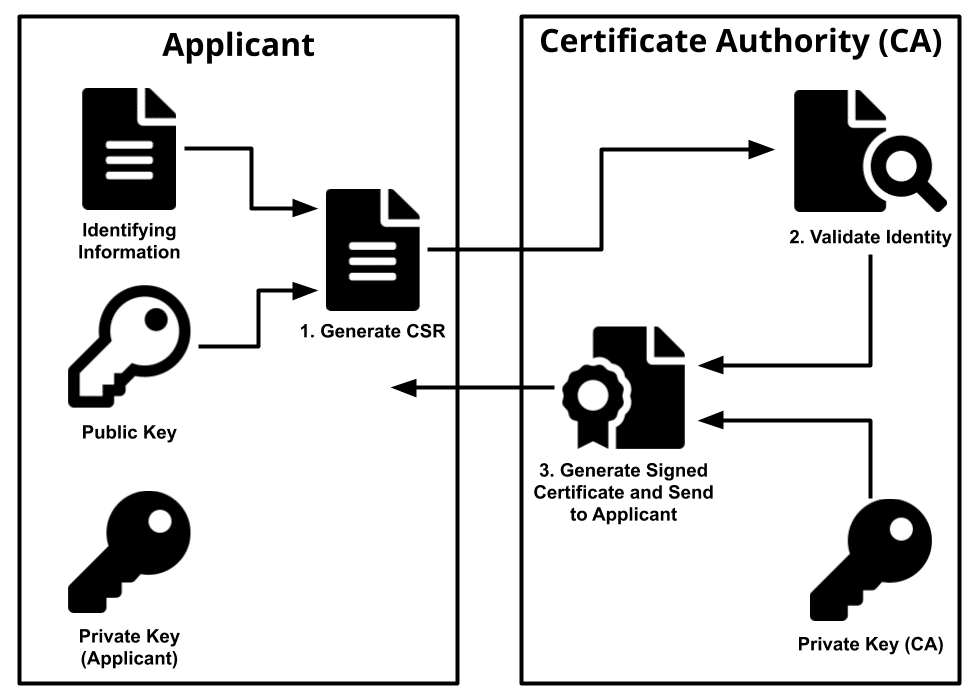 Applicant
Identifying
Information
1. Generate CSR
Public Key
Private Key
(Applicant)
Certificate Authority (CA)
2. Validate Identity
3. Generate Signed
Certificate and Send
to Applicant
Private Key (CA)